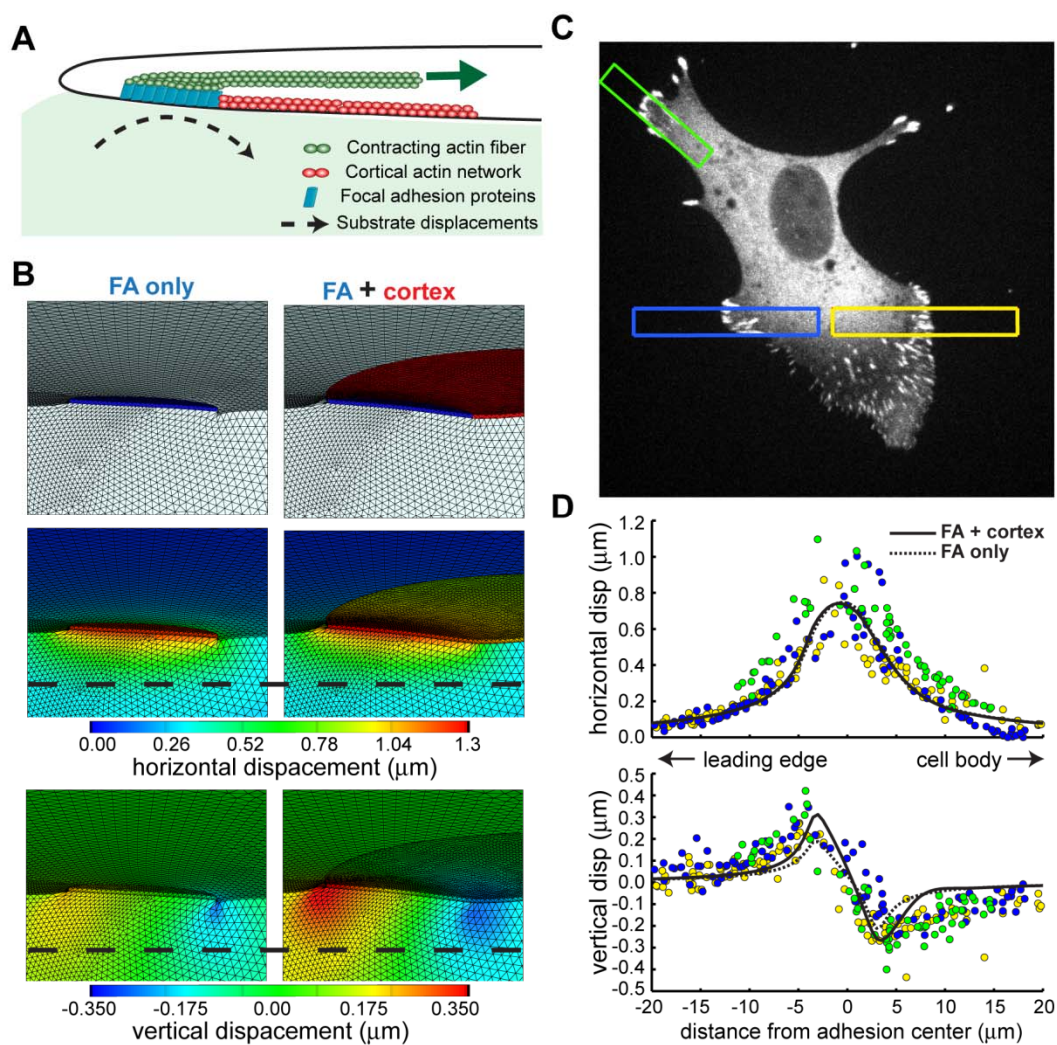 A
Contracting actin fiber
Cortical actin network
Focal adhesion proteins
Substrate displacements
B
FA only
FA + cortex
0.00 0.26 0.52 0.78 1.04 1.3
horizontal dispacement (μm)
-0.350 -0.175 0.00 0.175 0.350
vertical dispacement (μm)
C
D
FA + cortex
FA only
horizontal disp (μm)
1.2
1.0
0.8
0.6
0.4
0.2
0.0
leading edge
cell body
vertical disp (μm)
0.5
0.4
0.3
0.2
0.1
0.0
-0.1
-0.2
-0.3
-0.4
-0.5
-20 -15 -10 -5 0 5 10 15 20
distance from adhesion center (μm)